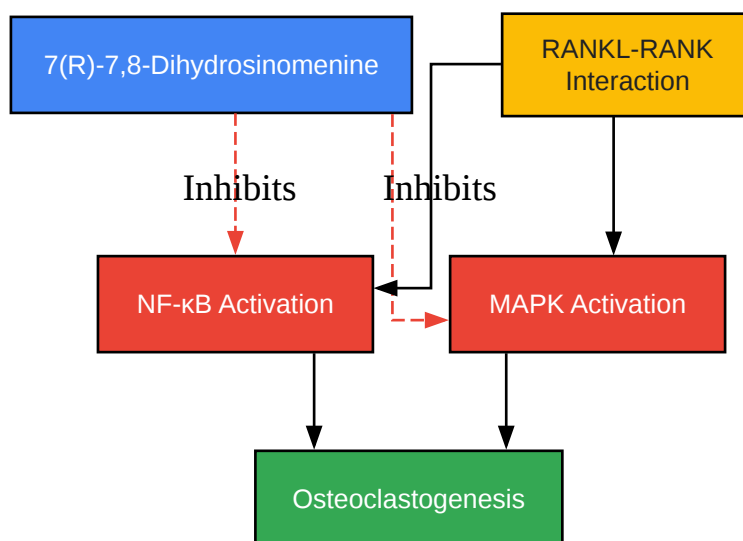 7(R)-7,8-Dihydrosinomenine
RANKL-RANK
Interaction
Inhibits
Inhibits
NF-κB Activation
MAPK Activation
Osteoclastogenesis